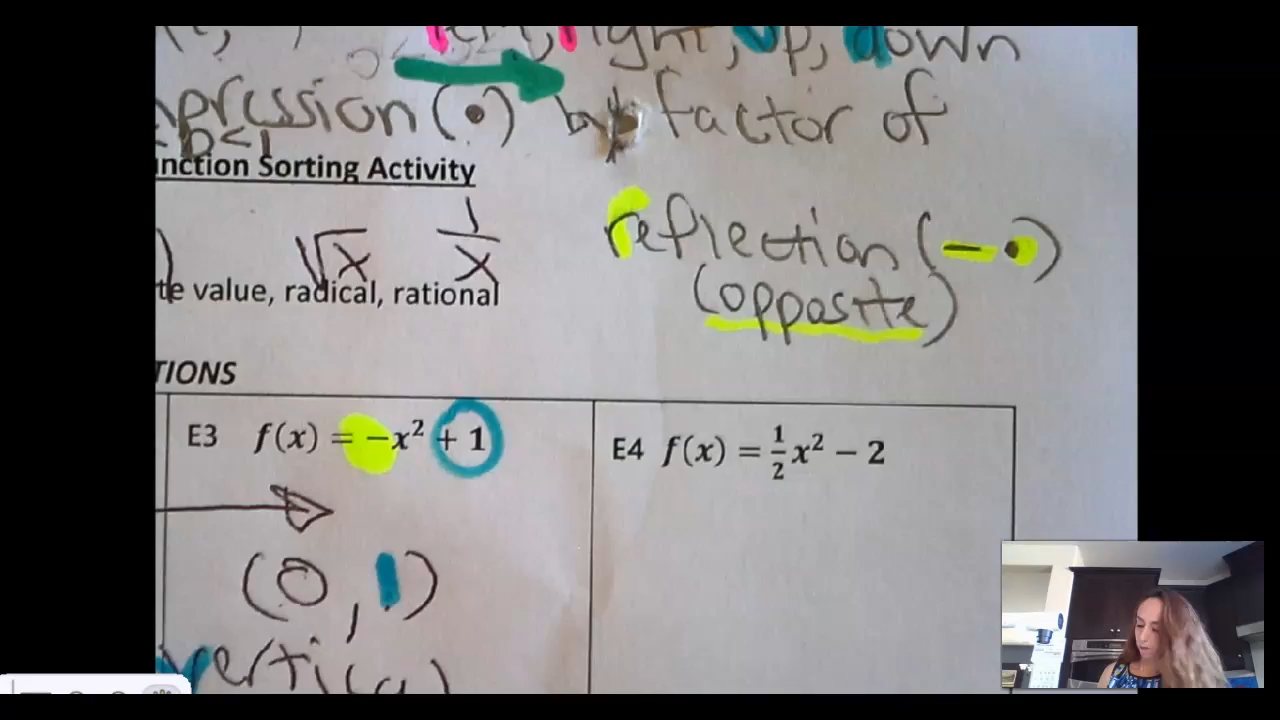 left, right, up, down
pression (•) by factor of
< b < 1
nction Sorting Activity
reflection (- •)
√x 1/x
(opposite)
te value, radical, rational
TIONS
E3 f(x) = -x² + 1
E4 f(x) = ½x² - 2
(0, 1)
vertical